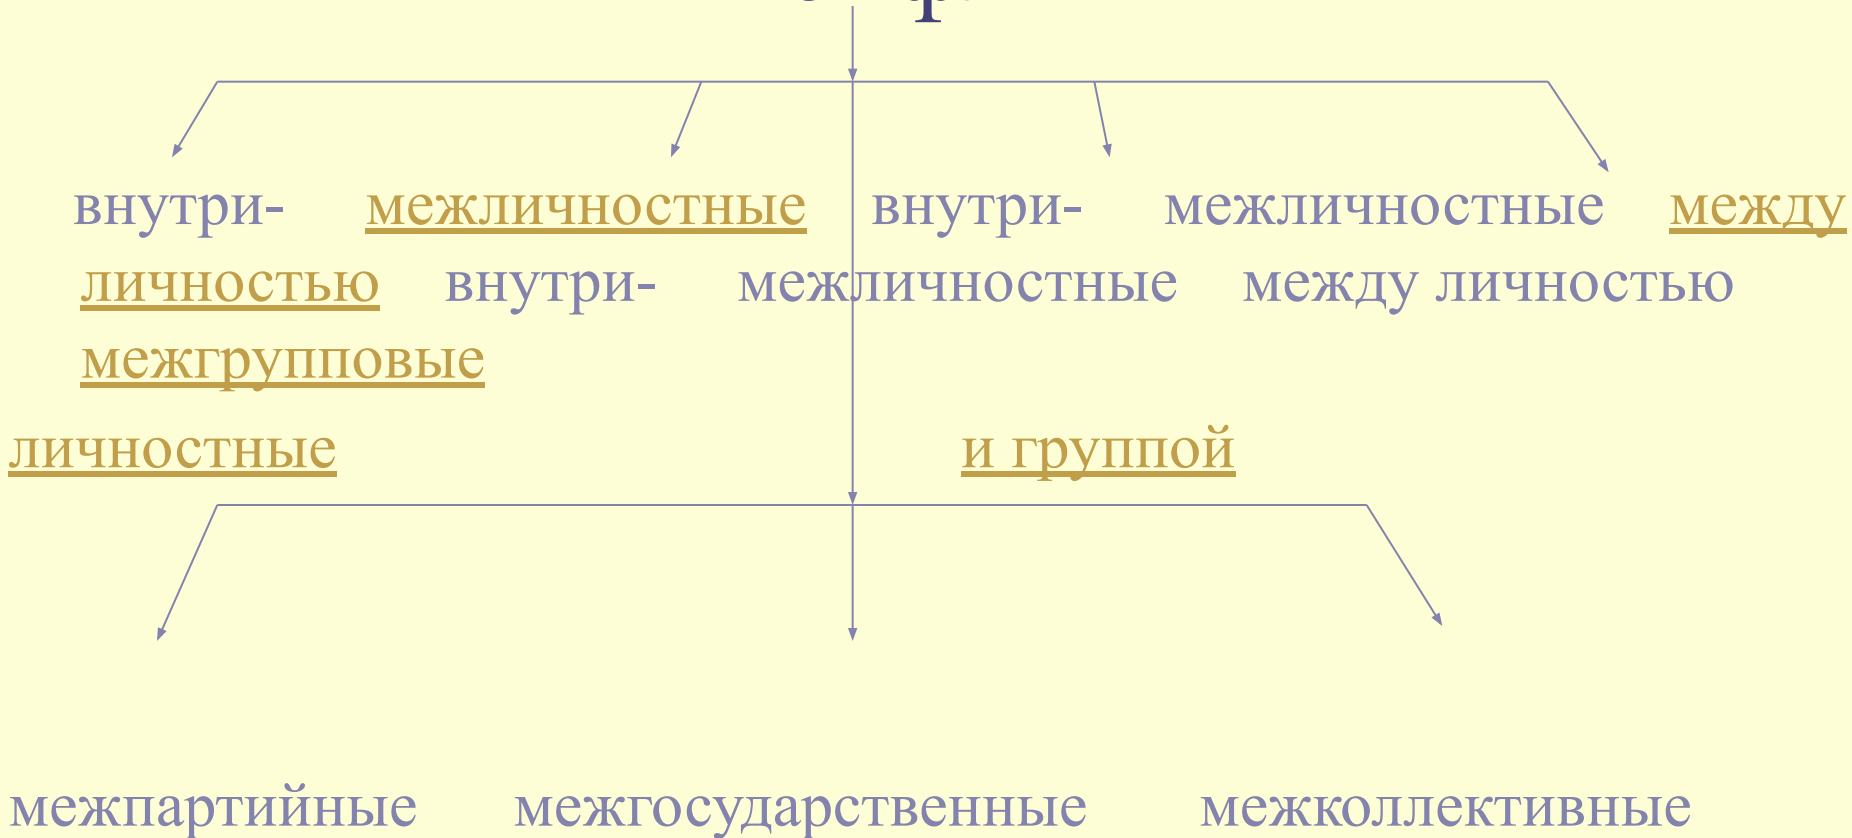 внутри- межличностные внутри- межличностные между
личностью внутри- межличностные между личностью
межгрупповые
личностные и группой
межпартийные межгосударственные межколлективные